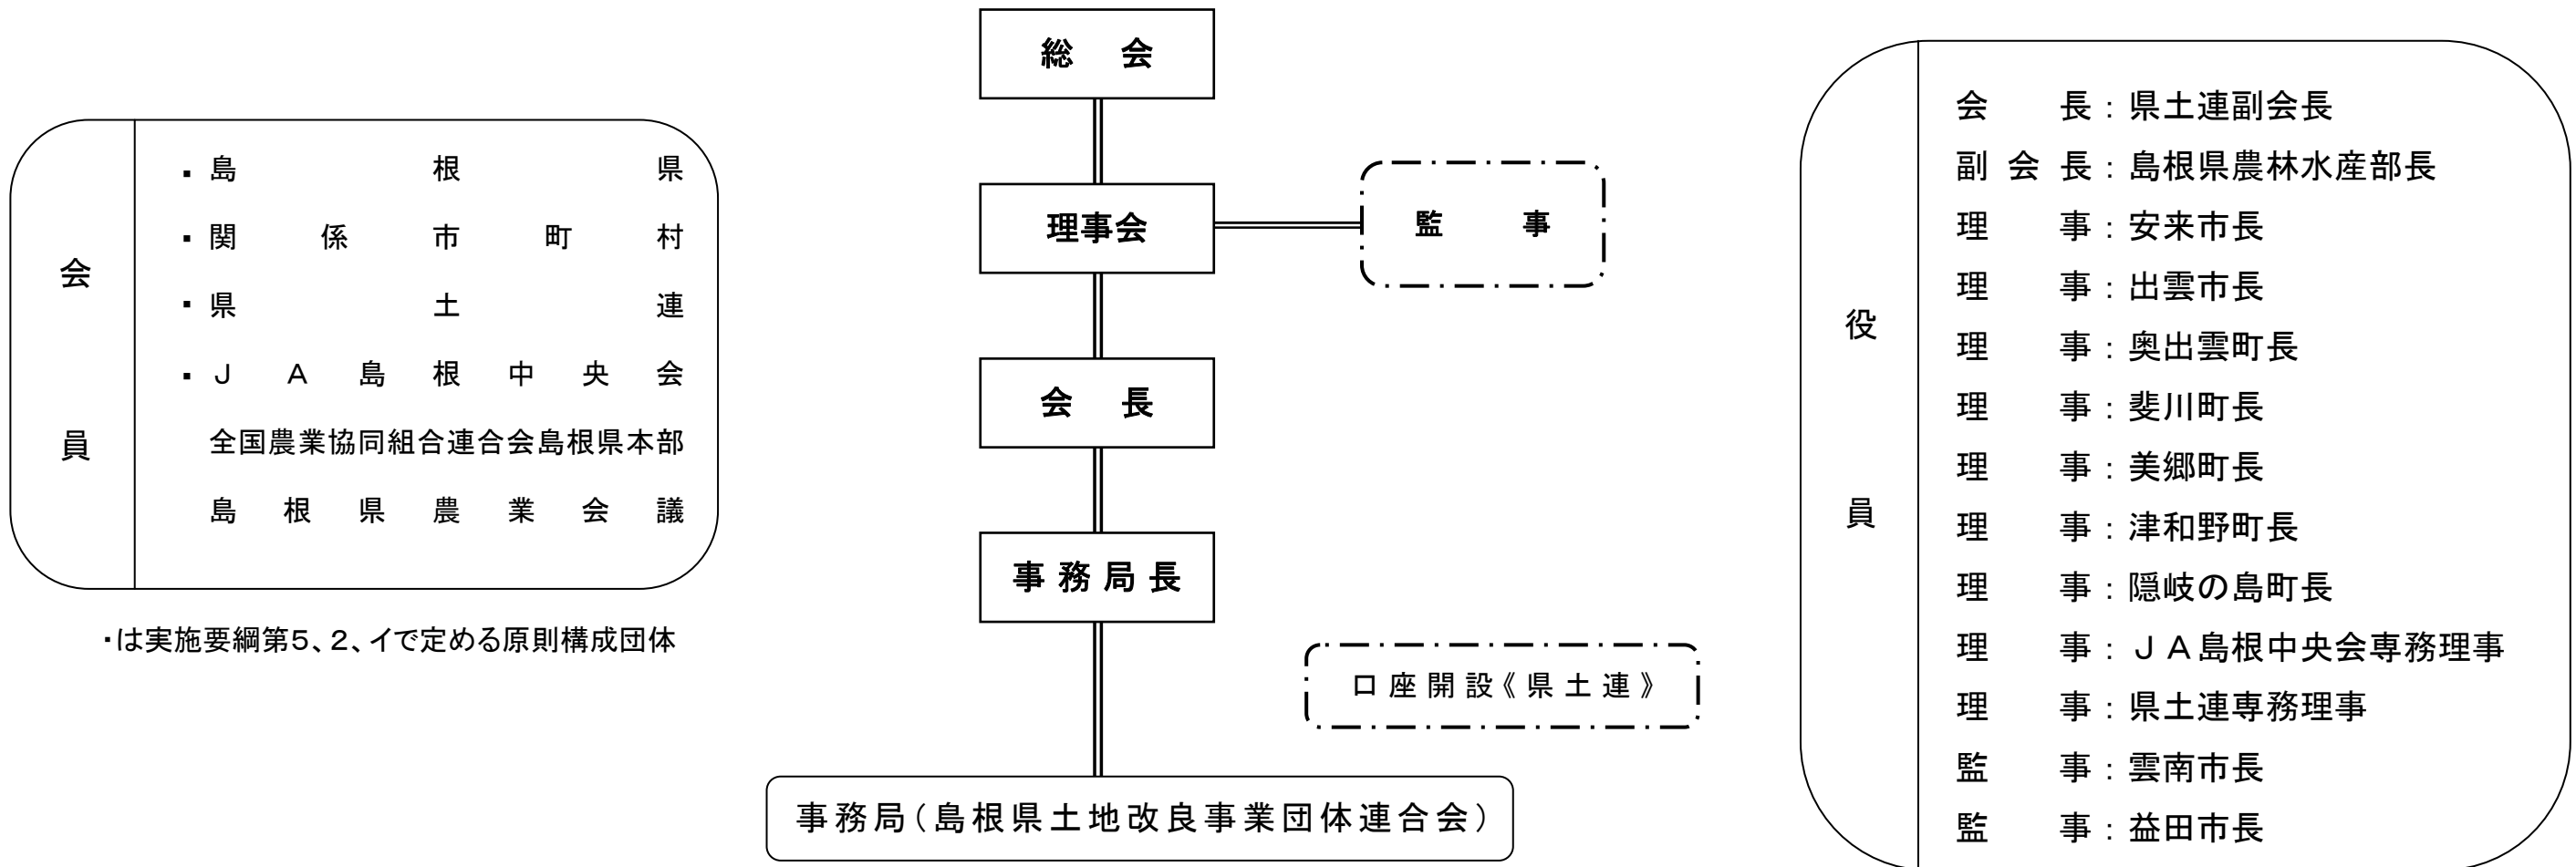 総会
理事会
監事
会長
事務局長
口座開設《県土連》
事務局(島根県土地改良事業団体連合会)
会員
▪島根県
▪関係市町村
▪県土連
▪JA島根中央会
全国農業協同組合連合会島根県本部
島根県農業会議
▪は実施要綱第5、2、イで定める原則構成団体
役員
会長:県土連副会長
副会長:島根県農林水産部長
理事:安来市長
理事:出雲市長
理事:奥出雲町長
理事:斐川町長
理事:美郷町長
理事:津和野町長
理事:隠岐の島町長
理事:JA島根中央会専務理事
理事:県土連専務理事
監事:雲南市長
監事:益田市長